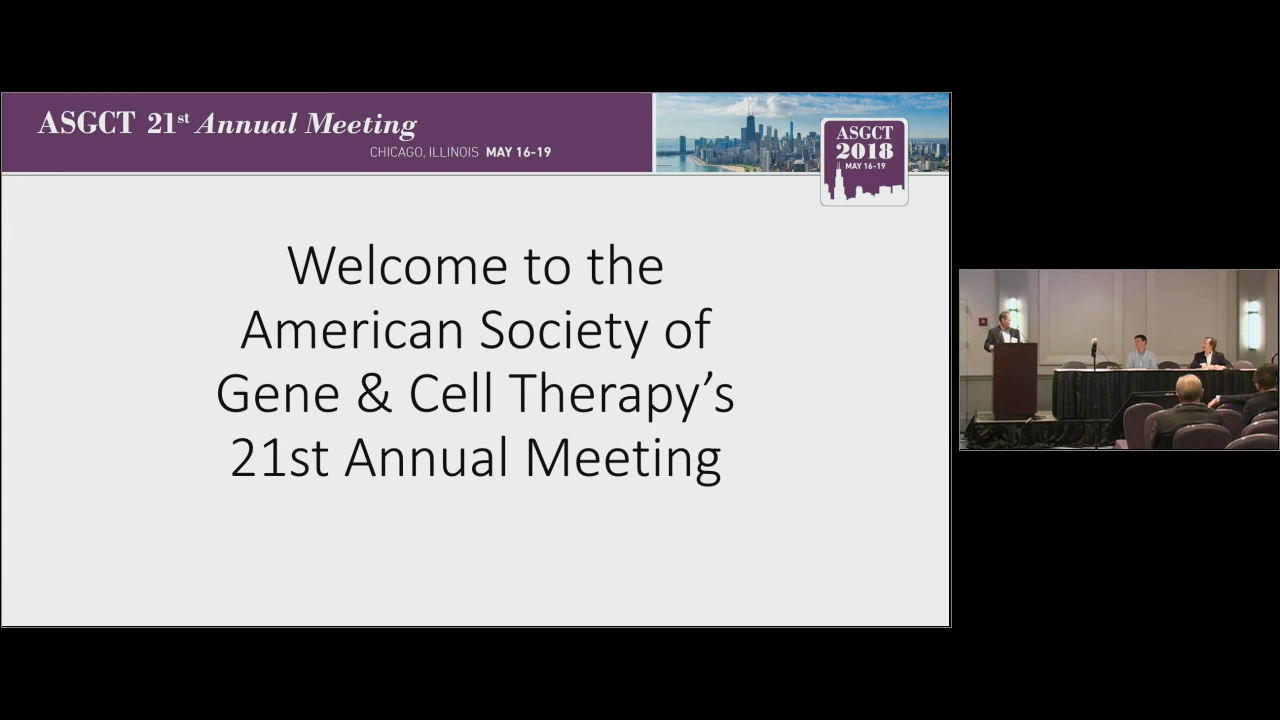 ASGCT 21st Annual Meeting
CHICAGO, ILLINOIS MAY 16-19
ASGCT
2018
MAY 16-19
Welcome to the
American Society of
Gene & Cell Therapy’s
21st Annual Meeting